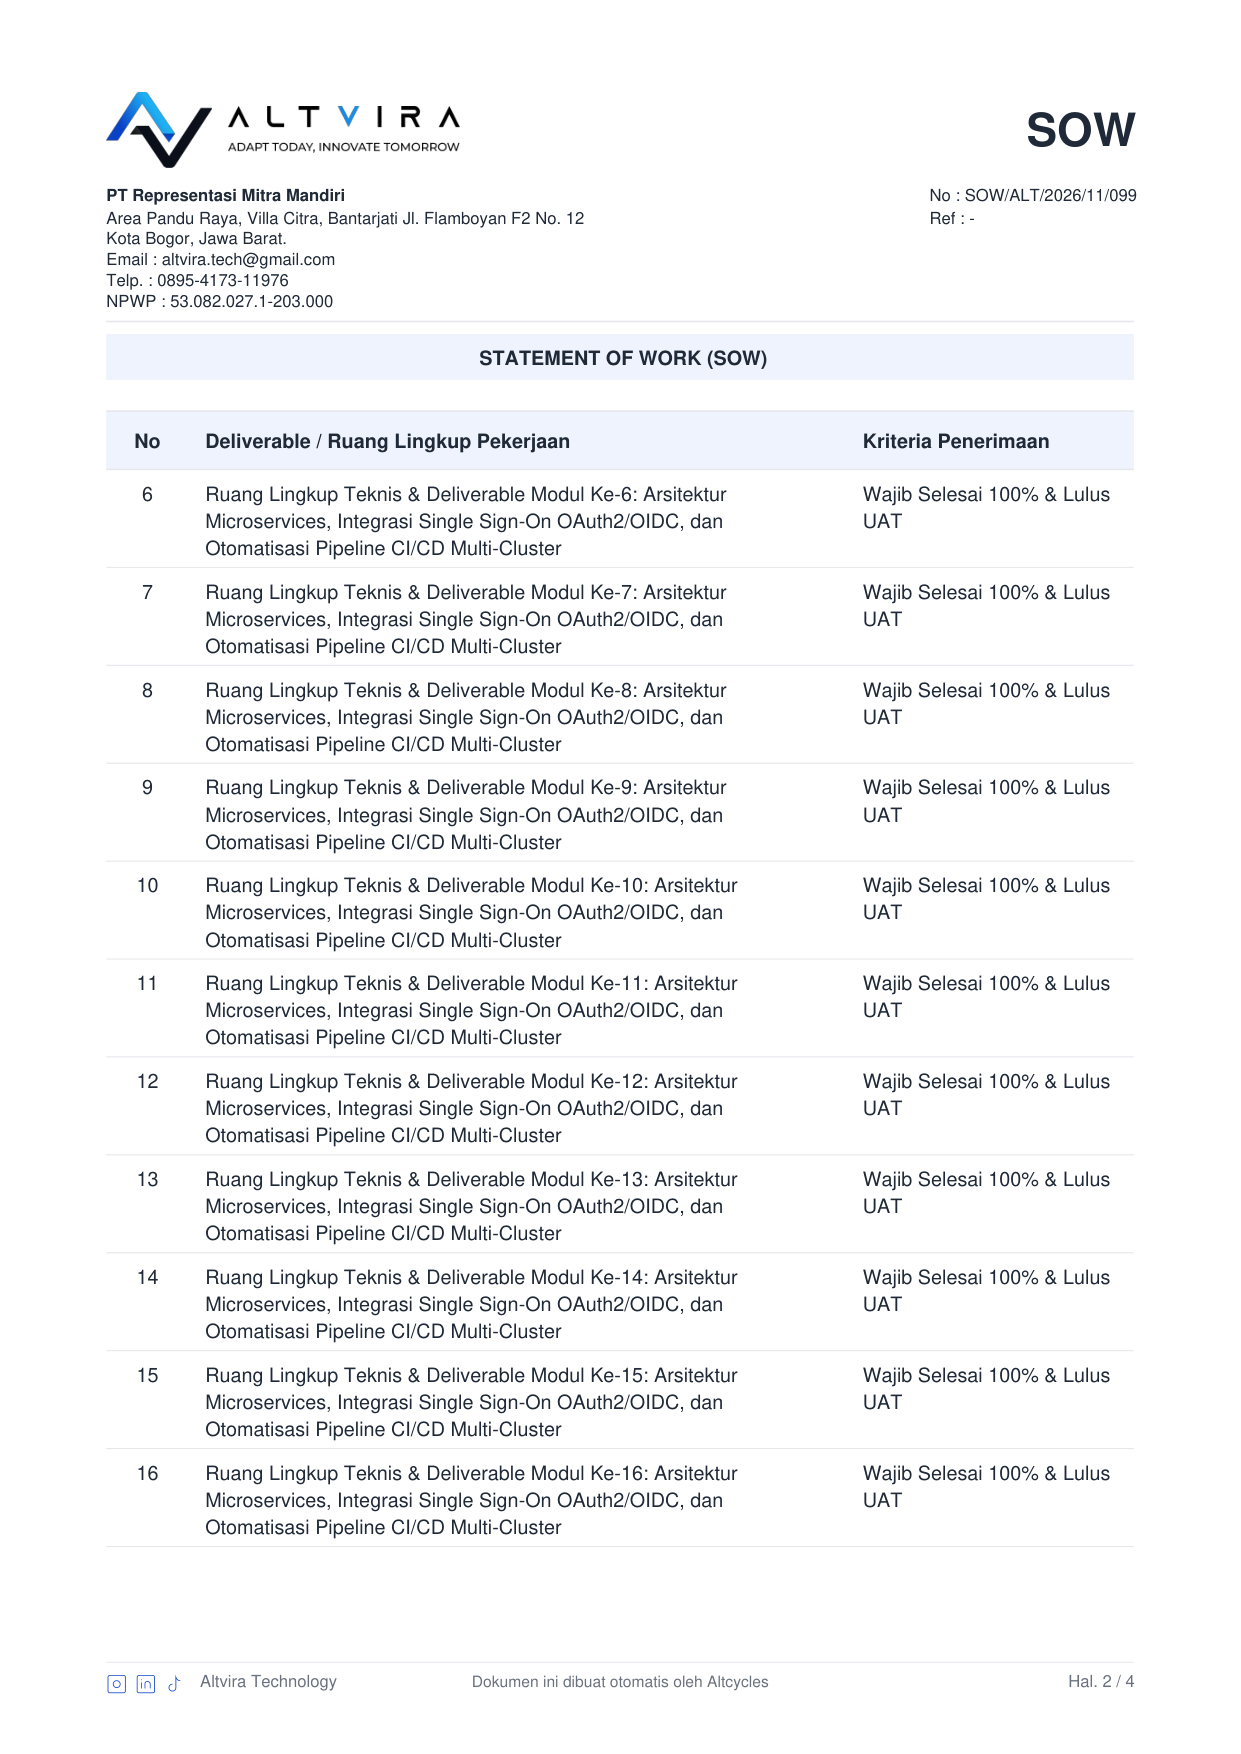 ALTVIRA
ADAPT TODAY, INNOVATE TOMORROW
SOW
PT Representasi Mitra Mandiri
Area Pandu Raya, Villa Citra, Bantarjati Jl. Flamboyan F2 No. 12
Kota Bogor, Jawa Barat.
Email : altvira.tech@gmail.com
Telp. : 0895-4173-11976
NPWP : 53.082.027.1-203.000
No : SOW/ALT/2026/11/099
Ref : -
STATEMENT OF WORK (SOW)
No Deliverable / Ruang Lingkup Pekerjaan Kriteria Penerimaan
6 Ruang Lingkup Teknis & Deliverable Modul Ke-6: Arsitektur Wajib Selesai 100% & Lulus
Microservices, Integrasi Single Sign-On OAuth2/OIDC, dan UAT
Otomatisasi Pipeline CI/CD Multi-Cluster
7 Ruang Lingkup Teknis & Deliverable Modul Ke-7: Arsitektur Wajib Selesai 100% & Lulus
Microservices, Integrasi Single Sign-On OAuth2/OIDC, dan UAT
Otomatisasi Pipeline CI/CD Multi-Cluster
8 Ruang Lingkup Teknis & Deliverable Modul Ke-8: Arsitektur Wajib Selesai 100% & Lulus
Microservices, Integrasi Single Sign-On OAuth2/OIDC, dan UAT
Otomatisasi Pipeline CI/CD Multi-Cluster
9 Ruang Lingkup Teknis & Deliverable Modul Ke-9: Arsitektur Wajib Selesai 100% & Lulus
Microservices, Integrasi Single Sign-On OAuth2/OIDC, dan UAT
Otomatisasi Pipeline CI/CD Multi-Cluster
10 Ruang Lingkup Teknis & Deliverable Modul Ke-10: Arsitektur Wajib Selesai 100% & Lulus
Microservices, Integrasi Single Sign-On OAuth2/OIDC, dan UAT
Otomatisasi Pipeline CI/CD Multi-Cluster
11 Ruang Lingkup Teknis & Deliverable Modul Ke-11: Arsitektur Wajib Selesai 100% & Lulus
Microservices, Integrasi Single Sign-On OAuth2/OIDC, dan UAT
Otomatisasi Pipeline CI/CD Multi-Cluster
12 Ruang Lingkup Teknis & Deliverable Modul Ke-12: Arsitektur Wajib Selesai 100% & Lulus
Microservices, Integrasi Single Sign-On OAuth2/OIDC, dan UAT
Otomatisasi Pipeline CI/CD Multi-Cluster
13 Ruang Lingkup Teknis & Deliverable Modul Ke-13: Arsitektur Wajib Selesai 100% & Lulus
Microservices, Integrasi Single Sign-On OAuth2/OIDC, dan UAT
Otomatisasi Pipeline CI/CD Multi-Cluster
14 Ruang Lingkup Teknis & Deliverable Modul Ke-14: Arsitektur Wajib Selesai 100% & Lulus
Microservices, Integrasi Single Sign-On OAuth2/OIDC, dan UAT
Otomatisasi Pipeline CI/CD Multi-Cluster
15 Ruang Lingkup Teknis & Deliverable Modul Ke-15: Arsitektur Wajib Selesai 100% & Lulus
Microservices, Integrasi Single Sign-On OAuth2/OIDC, dan UAT
Otomatisasi Pipeline CI/CD Multi-Cluster
16 Ruang Lingkup Teknis & Deliverable Modul Ke-16: Arsitektur Wajib Selesai 100% & Lulus
Microservices, Integrasi Single Sign-On OAuth2/OIDC, dan UAT
Otomatisasi Pipeline CI/CD Multi-Cluster
in Altvira Technology Dokumen ini dibuat otomatis oleh Altcycles Hal. 2 / 4